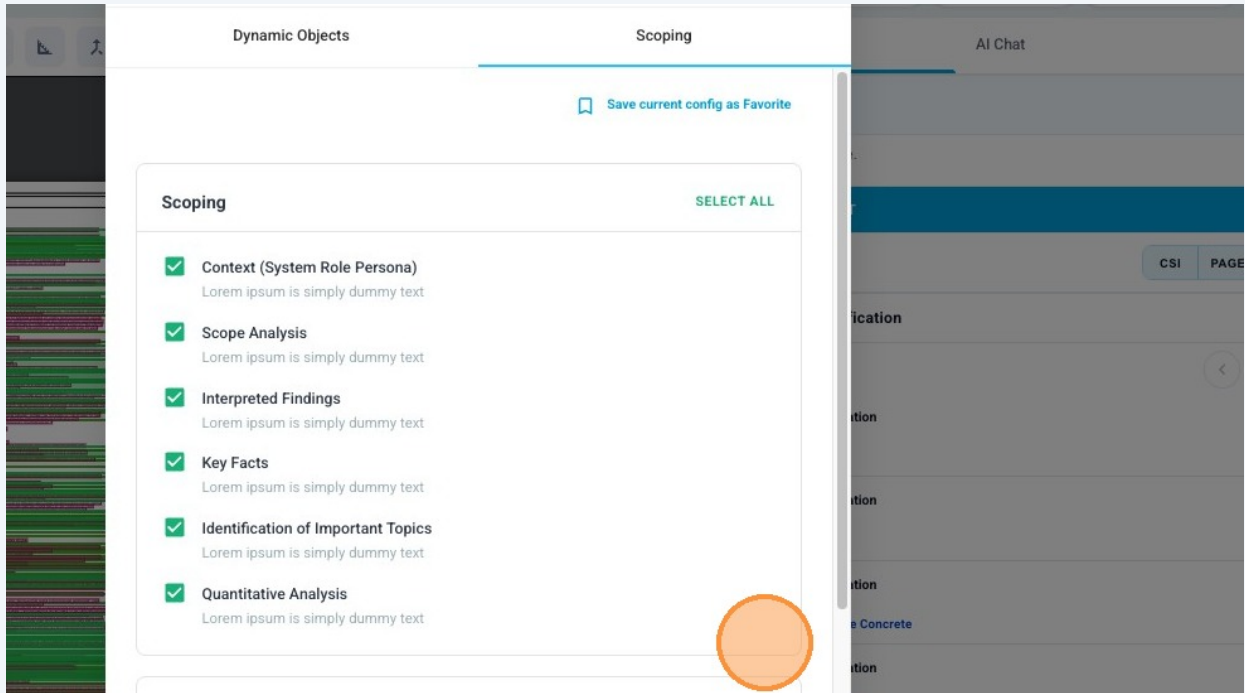 Dynamic Objects
Scoping
AI Chat
Save current config as Favorite
Scoping
SELECT ALL
Context (System Role Persona)
Lorem ipsum is simply dummy text
Scope Analysis
Lorem ipsum is simply dummy text
Interpreted Findings
Lorem ipsum is simply dummy text
Key Facts
Lorem ipsum is simply dummy text
Identification of Important Topics
Lorem ipsum is simply dummy text
Quantitative Analysis
Lorem ipsum is simply dummy text
CSI
PAGE
ication
ation
ation
ation
e Concrete
ation